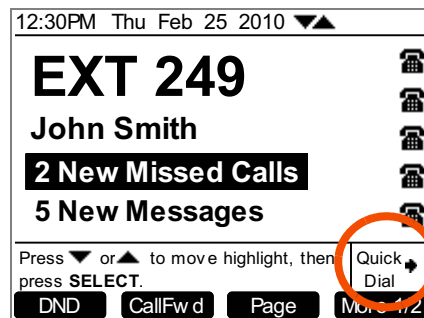 12:30PM Thu Feb 25 2010 ▼▲
EXT 249
John Smith
2 New Missed Calls
5 New Messages
Press ▼ or ▲ to move highlight, then
press SELECT.
Quick
Dial
DND CallFwd Page More 1/2